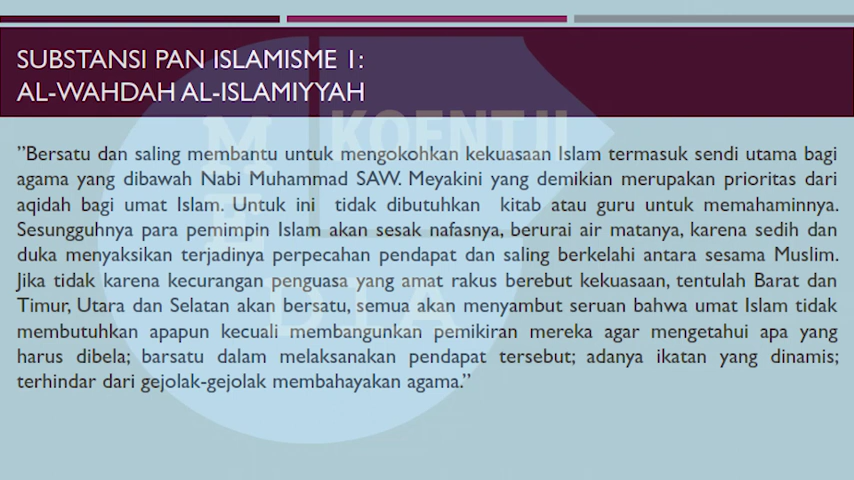 SUBSTANSI PAN ISLAMISME 1:
AL-WAHDAH AL-ISLAMIYYAH
”Bersatu dan saling membantu untuk mengokohkan kekuasaan Islam termasuk sendi utama bagi
agama yang dibawah Nabi Muhammad SAW. Meyakini yang demikian merupakan prioritas dari
aqidah bagi umat Islam. Untuk ini tidak dibutuhkan kitab atau guru untuk memahaminnya.
Sesungguhnya para pemimpin Islam akan sesak nafasnya, berurai air matanya, karena sedih dan
duka menyaksikan terjadinya perpecahan pendapat dan saling berkelahi antara sesama Muslim.
Jika tidak karena kecurangan penguasa yang amat rakus berebut kekuasaan, tentulah Barat dan
Timur, Utara dan Selatan akan bersatu, semua akan menyambut seruan bahwa umat Islam tidak
membutuhkan apapun kecuali membangunkan pemikiran mereka agar mengetahui apa yang
harus dibela; barsatu dalam melaksanakan pendapat tersebut; adanya ikatan yang dinamis;
terhindar dari gejolak-gejolak membahayakan agama.”
KOENTJI